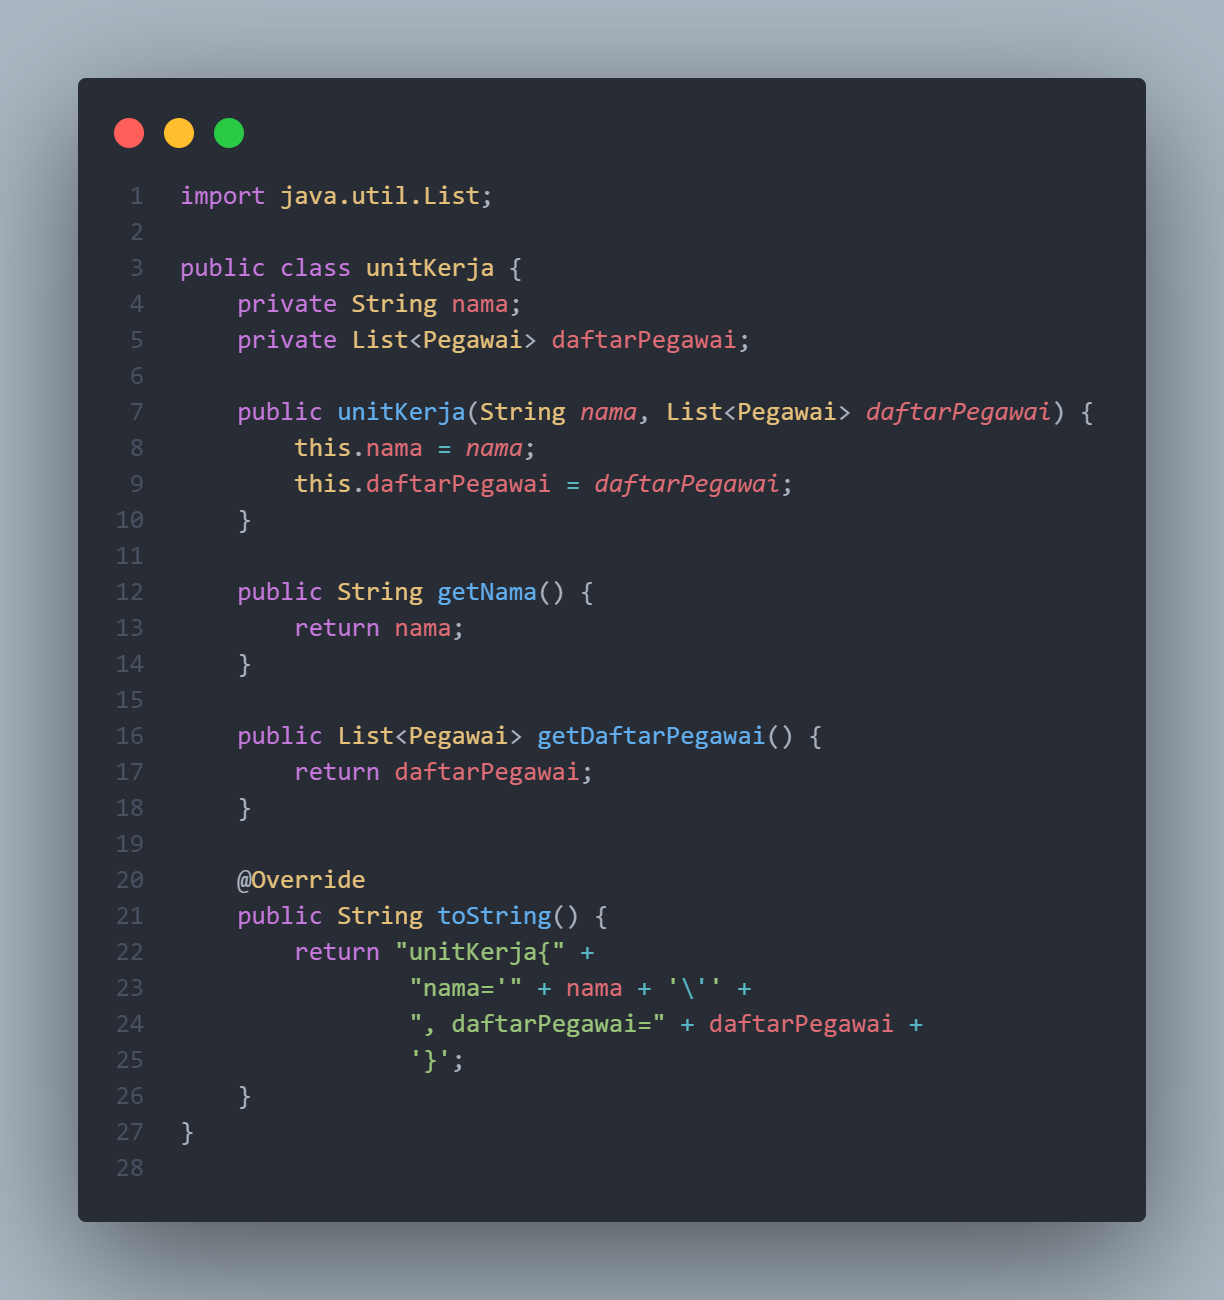 1 import java.util.List;
2
3 public class unitKerja {
4     private String nama;
5     private List<Pegawai> daftarPegawai;
6
7     public unitKerja(String nama, List<Pegawai> daftarPegawai) {
8         this.nama = nama;
9         this.daftarPegawai = daftarPegawai;
10     }
11
12     public String getNama() {
13         return nama;
14     }
15
16     public List<Pegawai> getDaftarPegawai() {
17         return daftarPegawai;
18     }
19
20     @Override
21     public String toString() {
22         return "unitKerja{" +
23                 "nama='" + nama + '\'' +
24                 ", daftarPegawai=" + daftarPegawai +
25                 '}';
26     }
27 }
28